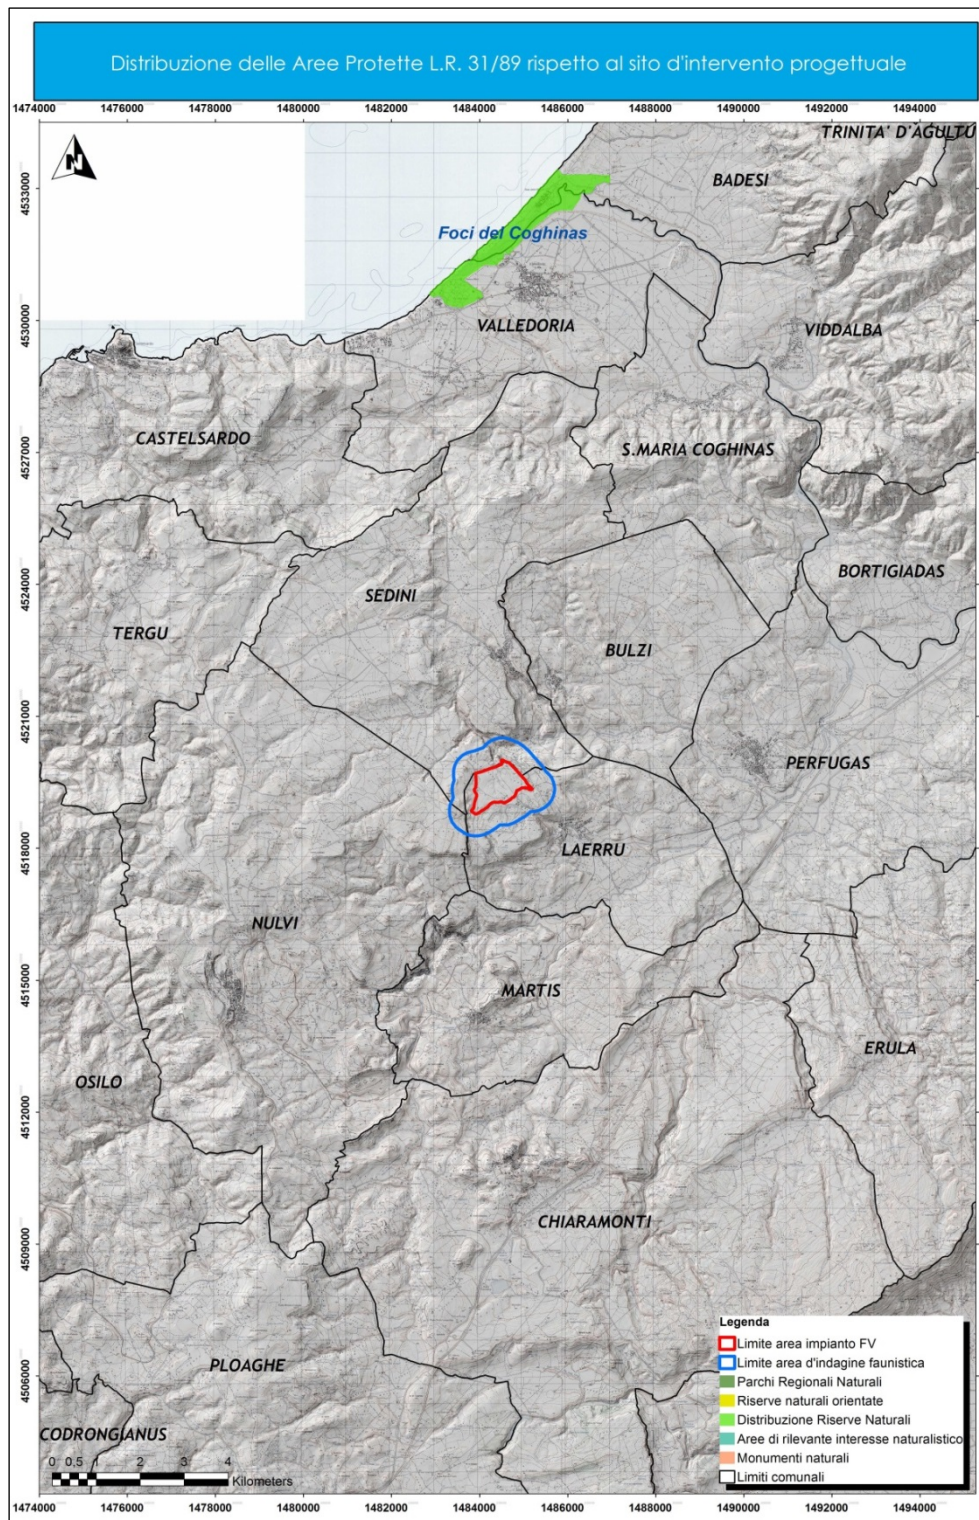 Distribuzione delle Aree Protette L.R. 31/89 rispetto al sito d'intervento progettuale
1474000 1476000 1478000 1480000 1482000 1484000 1486000 1488000 1490000 1492000 1494000
N
TRINITA' D'AGULTU
BADESI
4533000
Foci del Coghinas
4530000
VALLEDORIA
VIDDALBA
CASTELSARDO
S.MARIA COGHINAS
4527000
BORTIGIADAS
4524000
SEDINI
TERGU
BULZI
4521000
PERFUGAS
4518000
LAERRU
NULVI
4515000
MARTIS
ERULA
OSILO
4512000
CHIARAMONTI
4509000
PLOAGHE
4506000
CODRONGIANUS
0 0,5 1 2 3 4
Kilometers
Legenda
Limite area impianto FV
Limite area d'indagine faunistica
Parchi Regionali Naturali
Riserve naturali orientate
Distribuzione Riserve Naturali
Aree di rilevante interesse naturalistico
Monumenti naturali
Limiti comunali
1474000 1476000 1478000 1480000 1482000 1484000 1486000 1488000 1490000 1492000 1494000